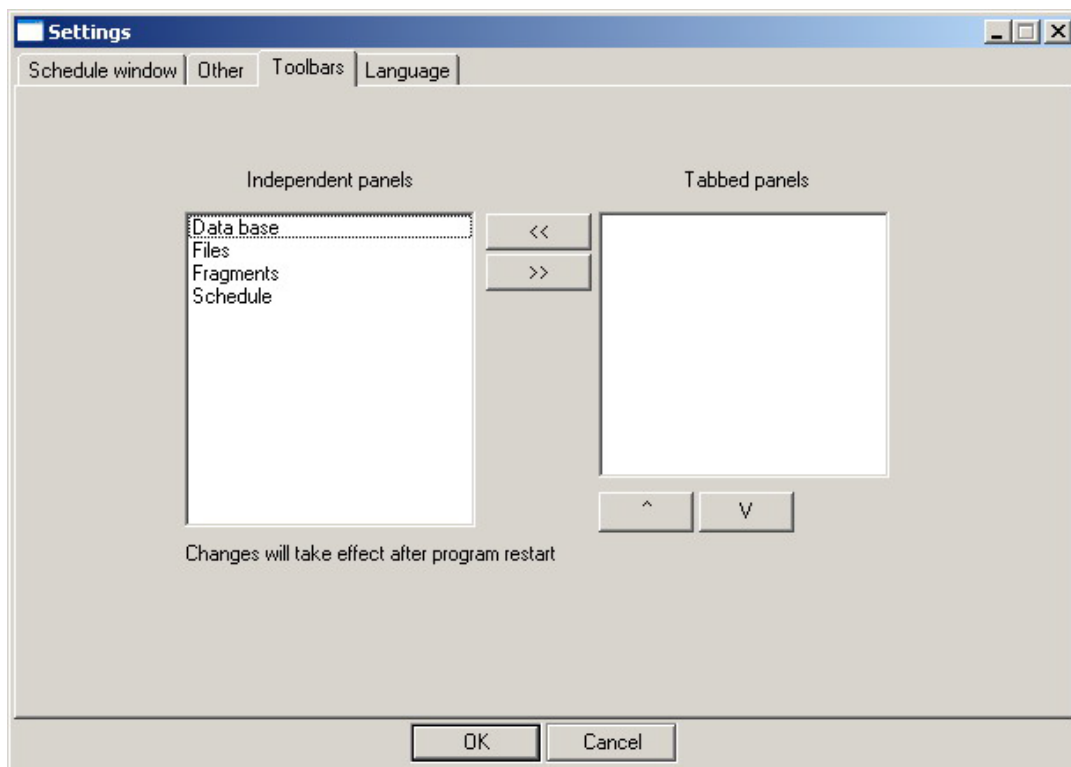 Settings
Schedule window Other Toolbars Language
Independent panels Tabbed panels
Data base
<<
Files
Fragments
>>
Schedule
^ V
Changes will take effect after program restart
OK Cancel